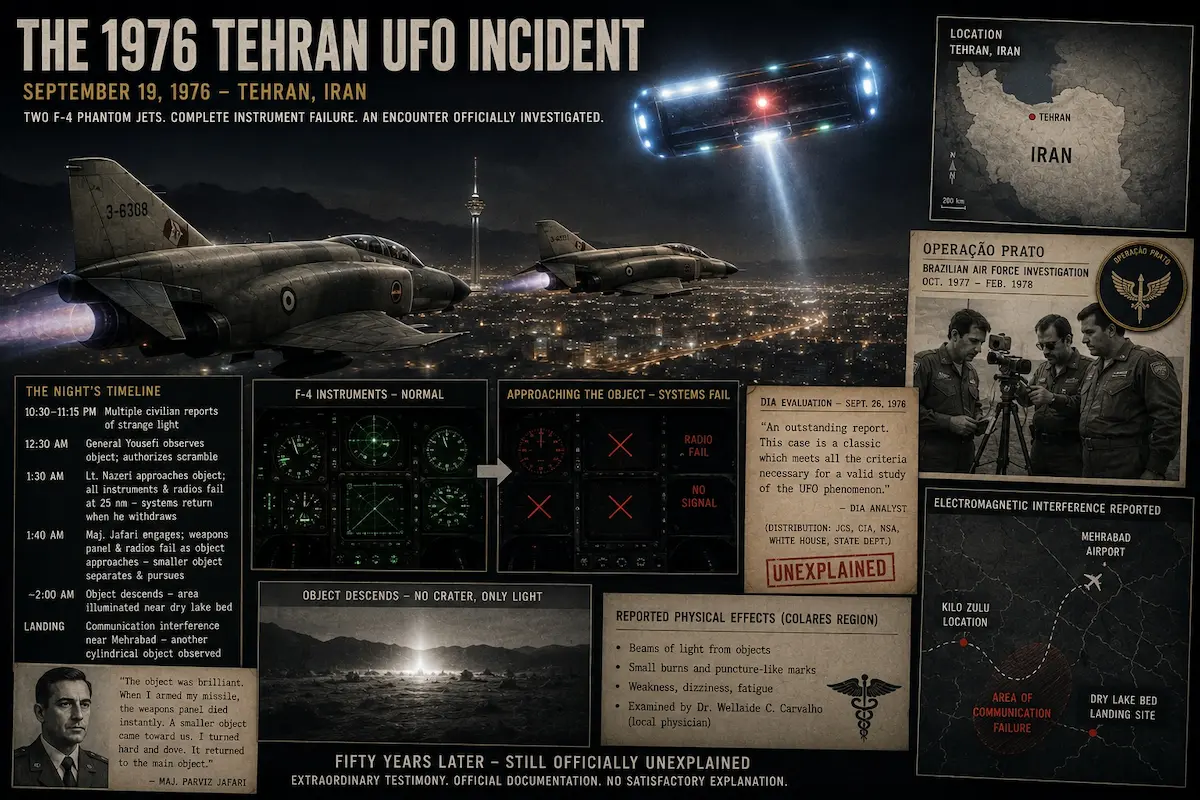 THE 1976 TEHRAN UFO INCIDENT
SEPTEMBER 19, 1976 – TEHRAN, IRAN
TWO F-4 PHANTOM JETS. COMPLETE INSTRUMENT FAILURE. AN ENCOUNTER OFFICIALLY INVESTIGATED.
3-6368
LOCATION
TEHRAN, IRAN
TEHRAN
IRAN
N
200 km
OPERAÇÃO PRATO
BRAZILIAN AIR FORCE INVESTIGATION
OCT. 1977 – FEB. 1978
OPERAÇÃO PRATO
THE NIGHT'S TIMELINE
10:30–11:15 PM Multiple civilian reports
of strange light
12:30 AM General Yousefi observes
object; authorizes scramble
1:30 AM Lt. Nazeri approaches object;
all instruments & radios fail
at 25 nm – systems return
when he withdraws
1:40 AM Maj. Jafari engages; weapons
panel & radios fail as object
approaches – smaller object
separates & pursues
~2:00 AM Object descends – area
illuminated near dry lake bed
LANDING Communication interference
near Mehrabad – another
cylindrical object observed
F-4 INSTRUMENTS – NORMAL
APPROACHING THE OBJECT – SYSTEMS FAIL
RADIO
FAIL
NO
SIGNAL
DIA EVALUATION – SEPT. 26, 1976
"An outstanding report.
This case is a classic
which meets all the criteria
necessary for a valid study
of the UFO phenomenon."
– DIA ANALYST
(DISTRIBUTION: JCS, CIA, NSA,
WHITE HOUSE, STATE DEPT.)
UNEXPLAINED
ELECTROMAGNETIC INTERFERENCE REPORTED
MEHRABAD
AIRPORT
KILO ZULU
LOCATION
AREA OF
COMMUNICATION
FAILURE
DRY LAKE BED
LANDING SITE
OBJECT DESCENDS – NO CRATER, ONLY LIGHT
REPORTED PHYSICAL EFFECTS (COLARES REGION)
• Beams of light from objects
• Small burns and puncture-like marks
• Weakness, dizziness, fatigue
• Examined by Dr. Wellaide C. Carvalho
(local physician)
"The object was brilliant.
When I armed my missile,
the weapons panel died
instantly. A smaller object
came toward us. I turned
hard and dove. It returned
to the main object."
– MAJ. PARVIZ JAFARI
FIFTY YEARS LATER – STILL OFFICIALLY UNEXPLAINED
EXTRAORDINARY TESTIMONY. OFFICIAL DOCUMENTATION. NO SATISFACTORY EXPLANATION.